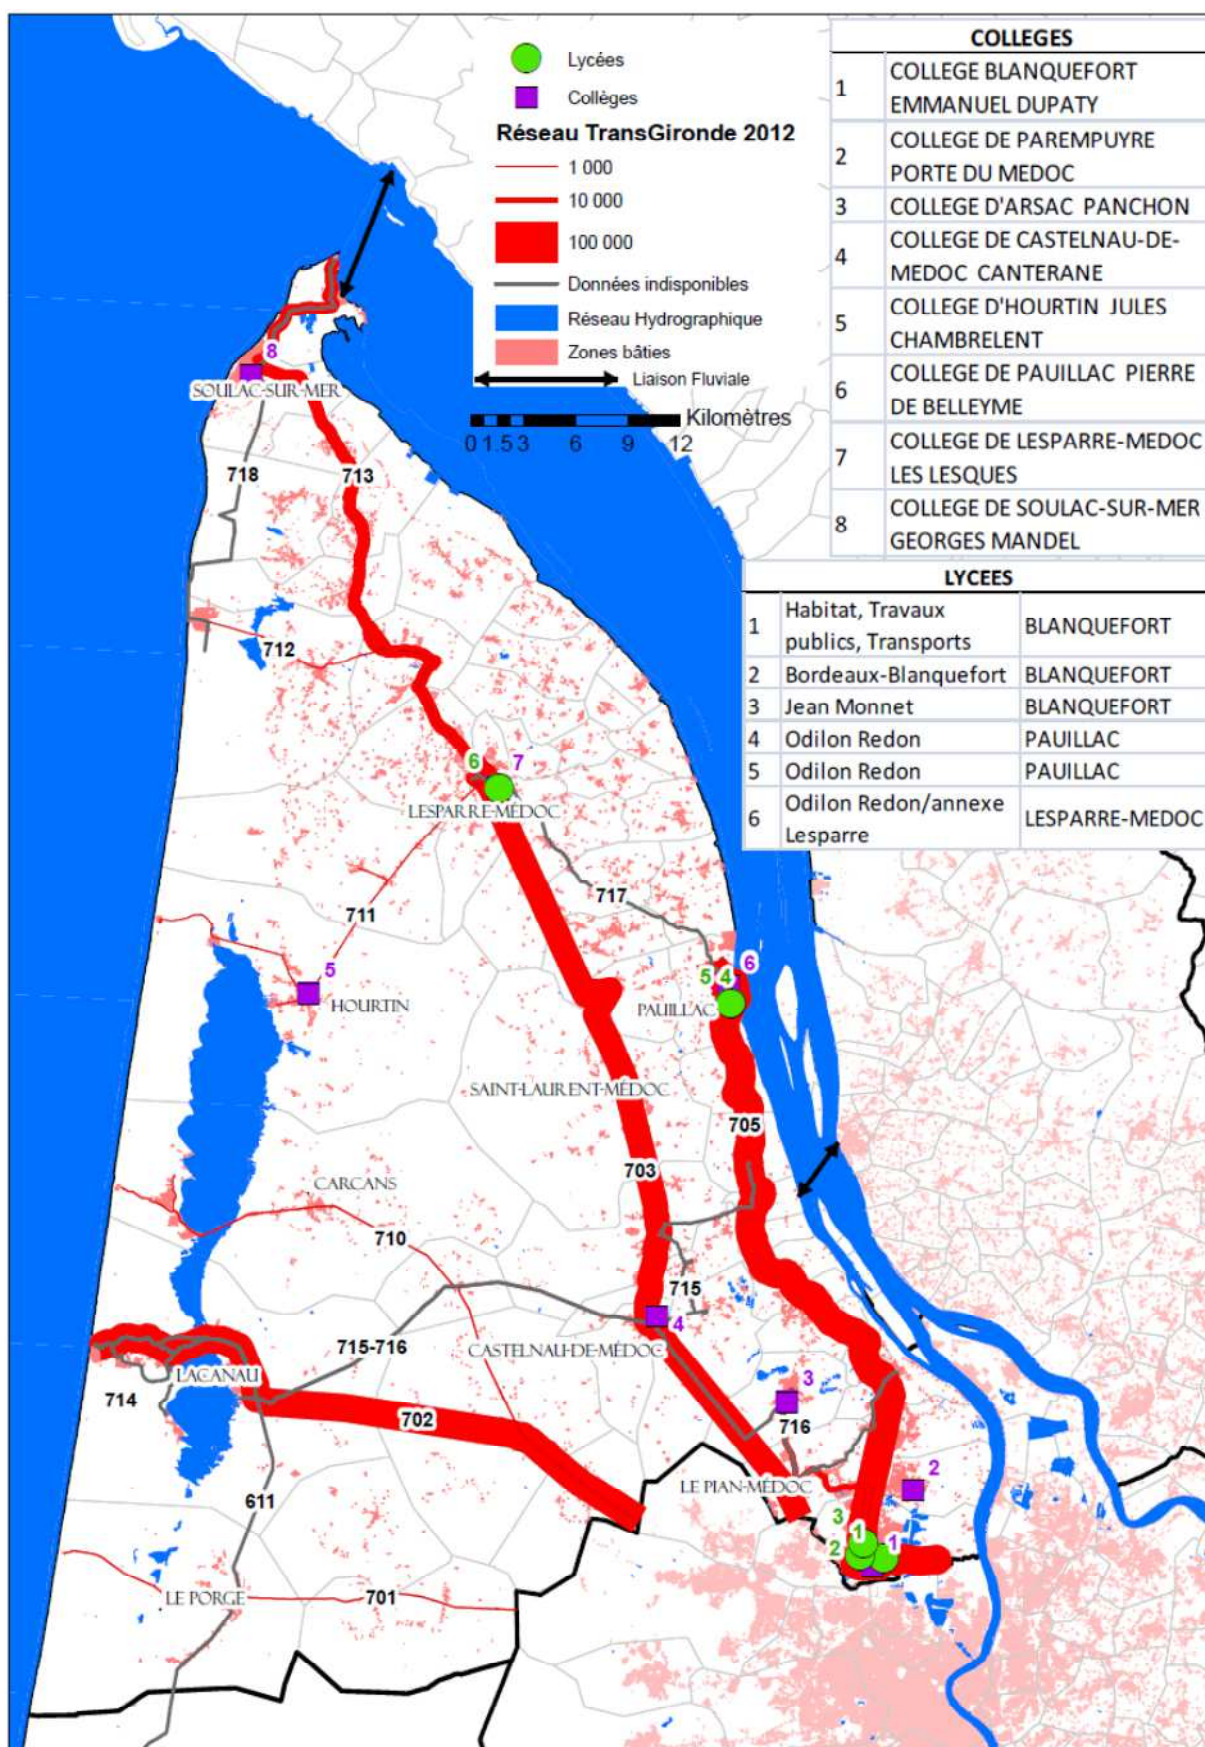 Lycées
Collèges
Réseau TransGironde 2012
1 000
10 000
100 000
Données indisponibles
Réseau Hydrographique
Zones bâties
Liaison Fluviale
Kilomètres
0 1.5 3 6 9 12
COLLEGES
1 COLLEGE BLANQUEFORT
EMMANUEL DUPATY
2 COLLEGE DE PAREMPUYRE
PORTE DU MEDOC
3 COLLEGE D'ARSAC PANCHON
4 COLLEGE DE CASTELNAU-DE-
MEDOC CANTERANE
5 COLLEGE D'HOURTIN JULES
CHAMBRELENT
6 COLLEGE DE PAUILLAC PIERRE
DE BELLEYME
7 COLLEGE DE LESPARRE-MEDOC
LES LESQUES
8 COLLEGE DE SOULAC-SUR-MER
GEORGES MANDEL
LYCEES
1 Habitat, Travaux
publics, Transports BLANQUEFORT
2 Bordeaux-Blanquefort BLANQUEFORT
3 Jean Monnet BLANQUEFORT
4 Odilon Redon PAUILLAC
5 Odilon Redon PAUILLAC
6 Odilon Redon/annexe
Lesparre LESPARRE-MEDOC
8
SOULAC-SUR-MER
718
713
712
6 7
LESPARRE-MÉDOC
717
711
5
HOURTIN
5 4 6
PAUILLAC
SAINT-LAURENT-MÉDOC
705
703
CARCANS
710
715
4
715-716
CASTELNAU-DE-MÉDOC
LACANAU
714
3
702
716
2
LE PIAN-MÉDOC
611
3
1
2
1
LE PORGE
701